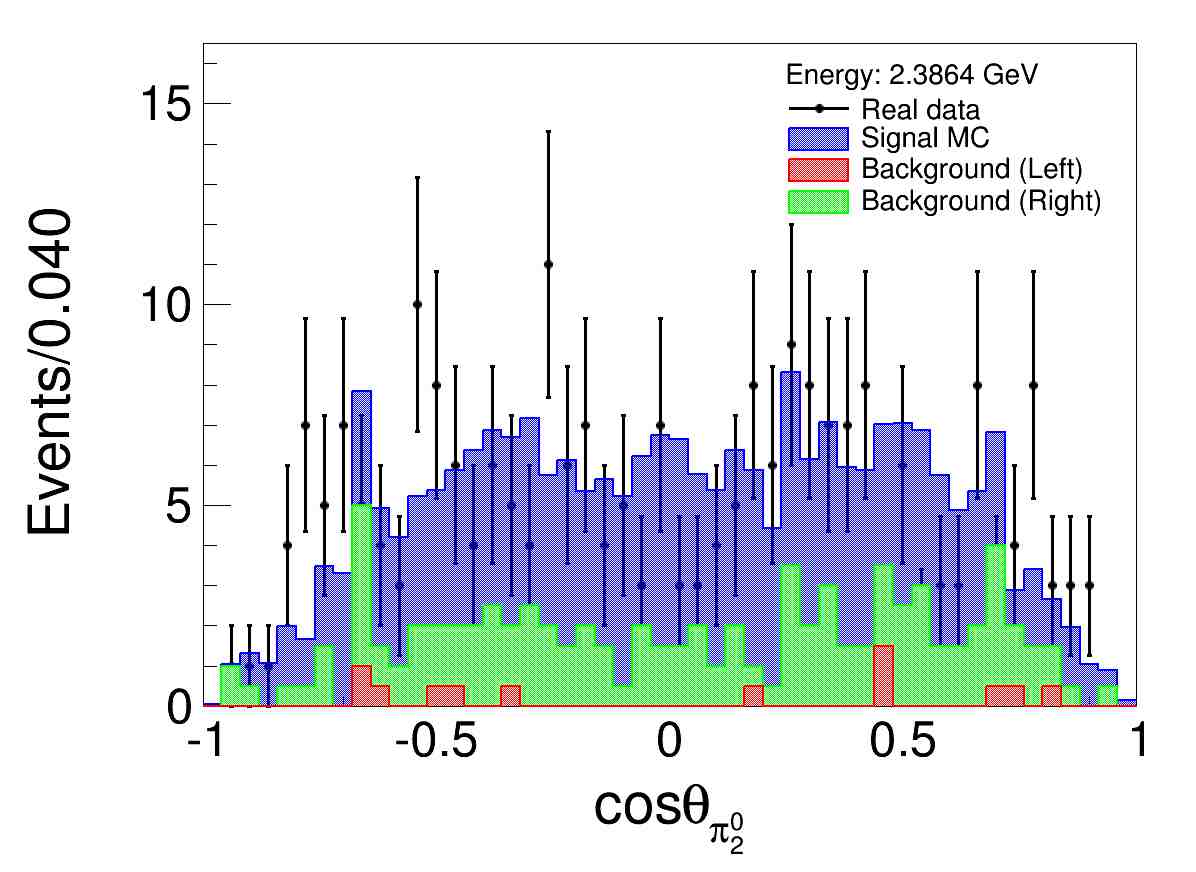 Energy: 2.3864 GeV
Real data
Signal MC
Background (Left)
Background (Right)
Events/0.040
15
10
5
0
-1 -0.5 0 0.5 1
cosθπ⁰₂